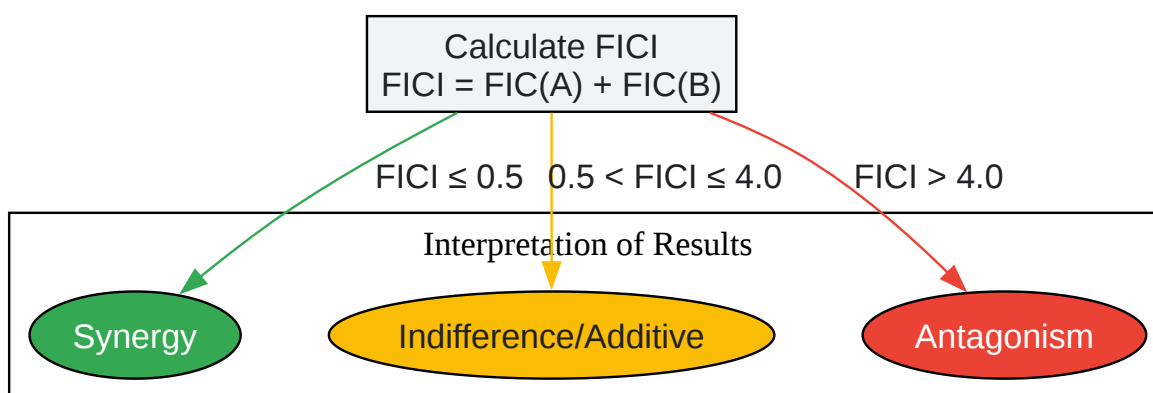 Calculate FICI
FICI = FIC(A) + FIC(B)
FICI ≤ 0.5
0.5 < FICI ≤ 4.0
FICI > 4.0
Interpretation of Results
Synergy
Indifference/Additive
Antagonism